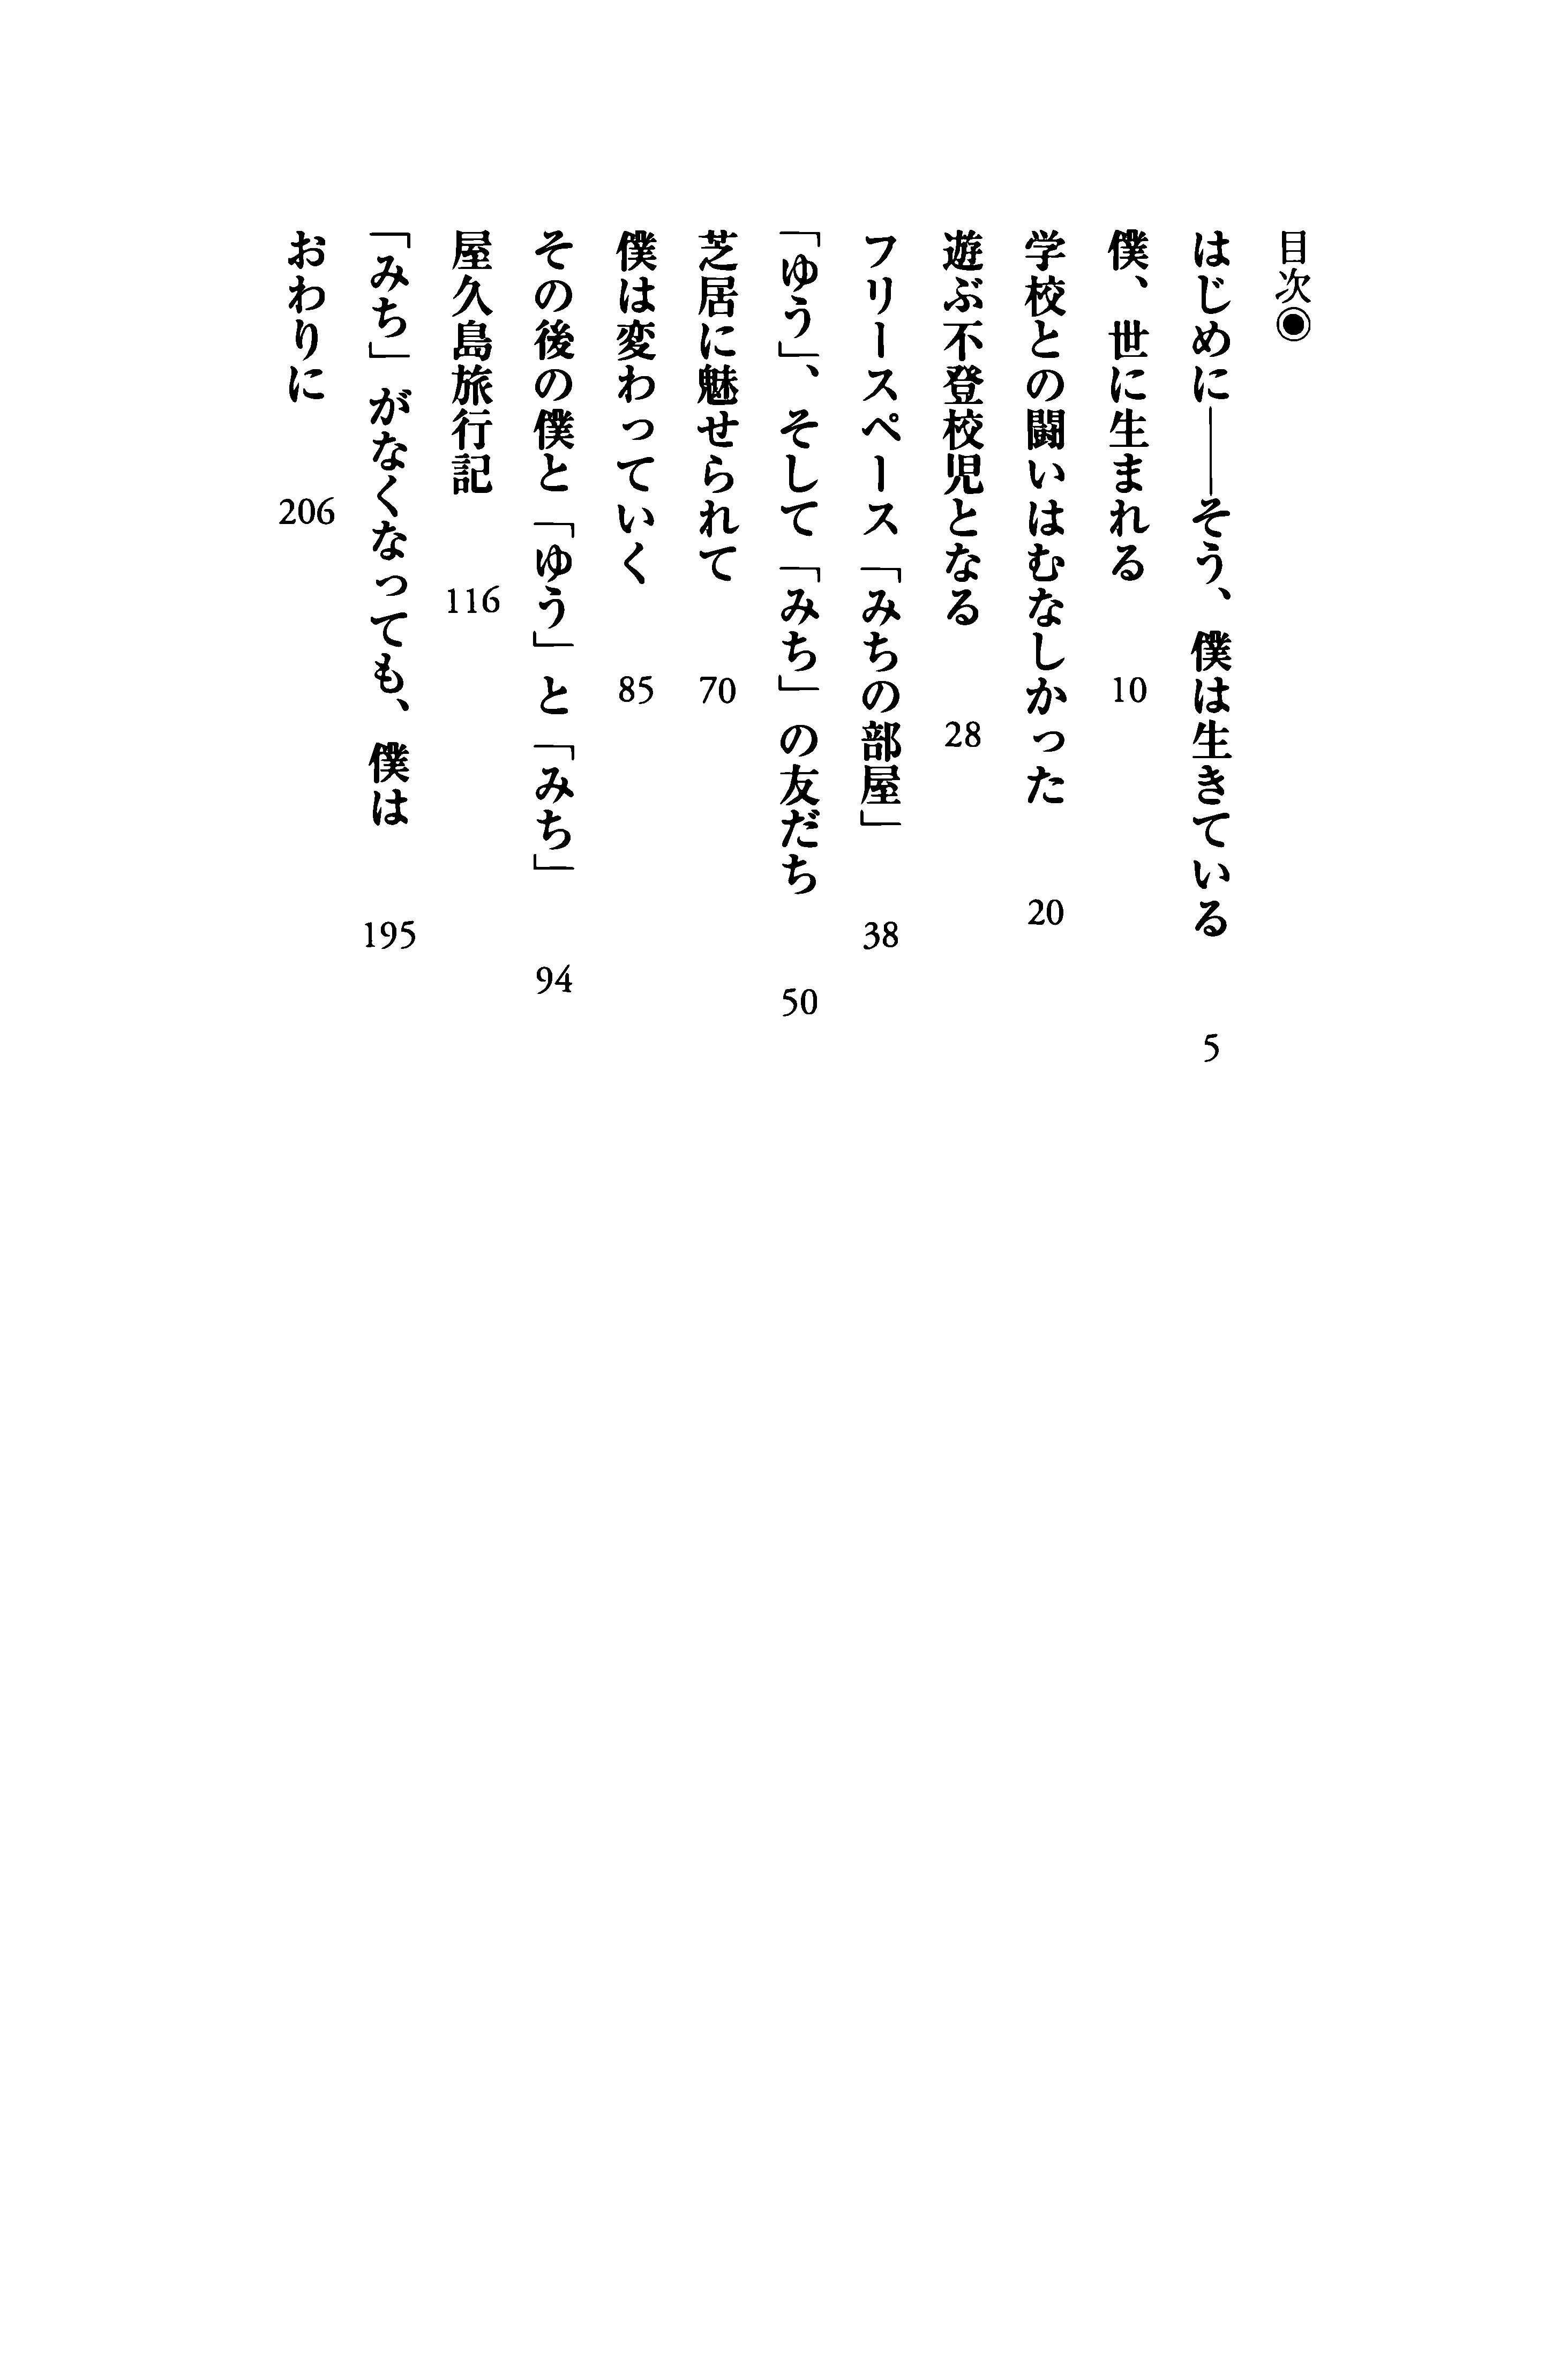 目次◉
はじめに――そう、僕は生きている 5
僕、世に生まれる 10
学校との闘いはむなしかった 20
遊ぶ不登校児となる 28
フリースペース「みちの部屋」 38
「ゆう」、そして「みち」の友だち 50
芝居に魅せられて 70
僕は変わっていく 85
その後の僕と「ゆう」と「みち」 94
屋久島旅行記 116
「みち」がなくなっても、僕は 195
おわりに 206